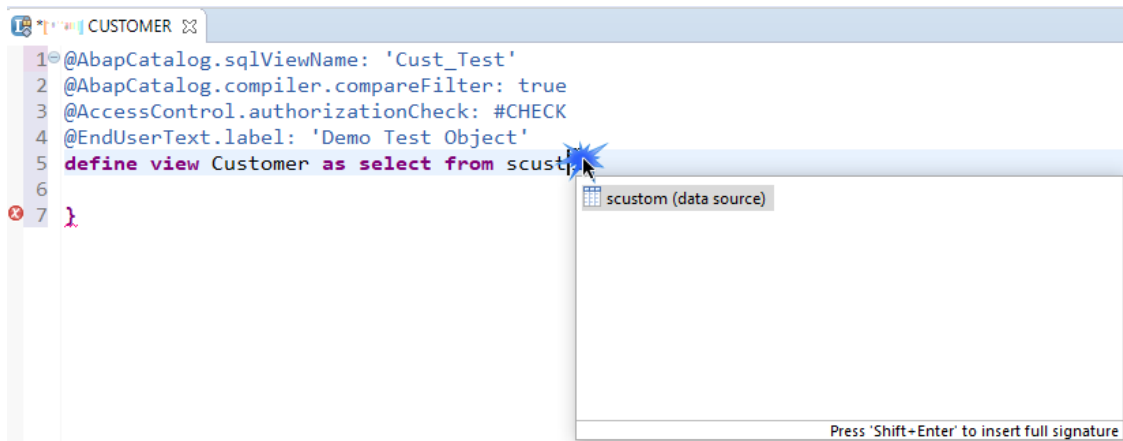 CUSTOMER
1 @AbapCatalog.sqlViewName: 'Cust_Test'
2 @AbapCatalog.compiler.compareFilter: true
3 @AccessControl.authorizationCheck: #CHECK
4 @EndUserText.label: 'Demo Test Object'
5 define view Customer as select from scust
6
7 }
scustom (data source)
Press 'Shift+Enter' to insert full signature